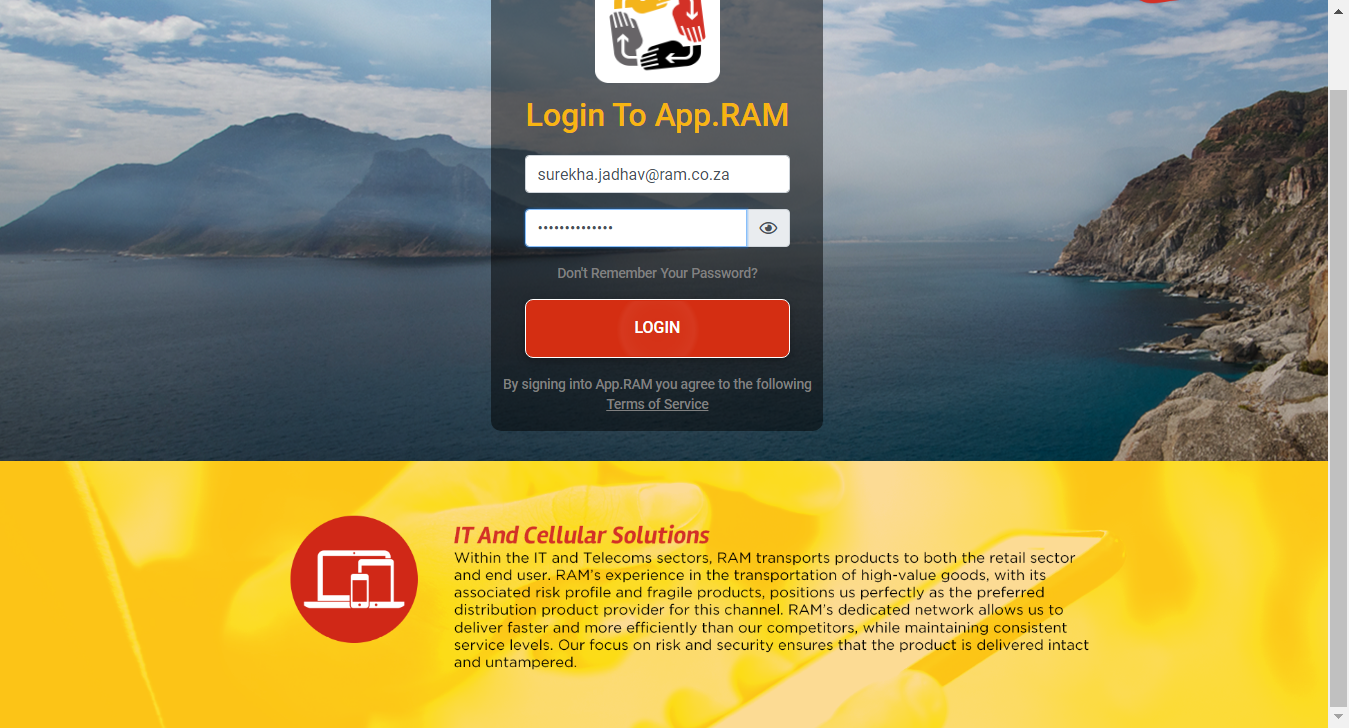 Login To App.RAM
surekha.jadhav@ram.co.za
••••••••••••••
Don't Remember Your Password?
LOGIN
By signing into App.RAM you agree to the following
Terms of Service
IT And Cellular Solutions
Within the IT and Telecoms sectors, RAM transports products to both the retail sector
and end user. RAM's experience in the transportation of high-value goods, with its
associated risk profile and fragile products, positions us perfectly as the preferred
distribution product provider for this channel. RAM's dedicated network allows us to
deliver faster and more efficiently than our competitors, while maintaining consistent
service levels. Our focus on risk and security ensures that the product is delivered intact
and untampered.